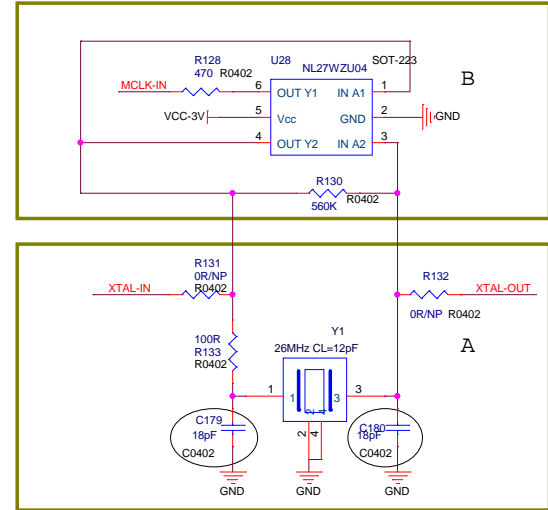 R128
U28
SOT-223
470 R0402
NL27WZU04
B
MCLK-IN
6
OUT Y1
IN A1
1
VCC-3V
5
Vcc
GND
2
GND
4
OUT Y2
IN A2
3
R130
R0402
560K
R131
0R/NP
R0402
XTAL-IN
R132
XTAL-OUT
0R/NP R0402
100R
R133
R0402
Y1
26MHz CL=12pF
A
1
1
3
3
2
4
2
4
C179
18pF
C0402
C180
18pF
C0402
GND
GND
GND